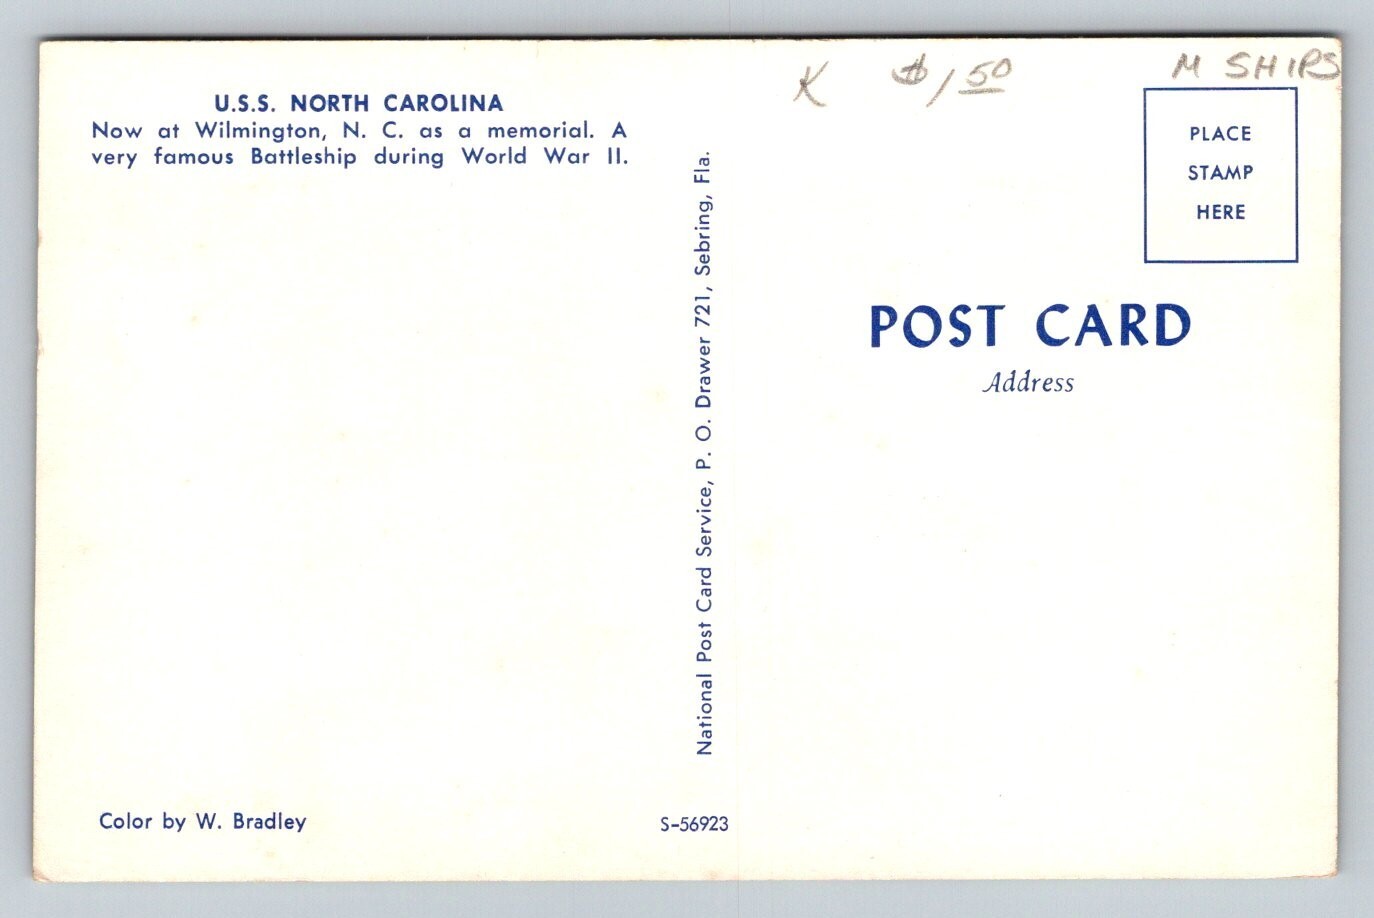 K $1.50 M SHIPS
U.S.S. NORTH CAROLINA
Now at Wilmington, N. C. as a memorial. A
very famous Battleship during World War II.
Color by W. Bradley
National Post Card Service, P. O. Drawer 721, Sebring, Fla.
S-56923
PLACE
STAMP
HERE
POST CARD
Address